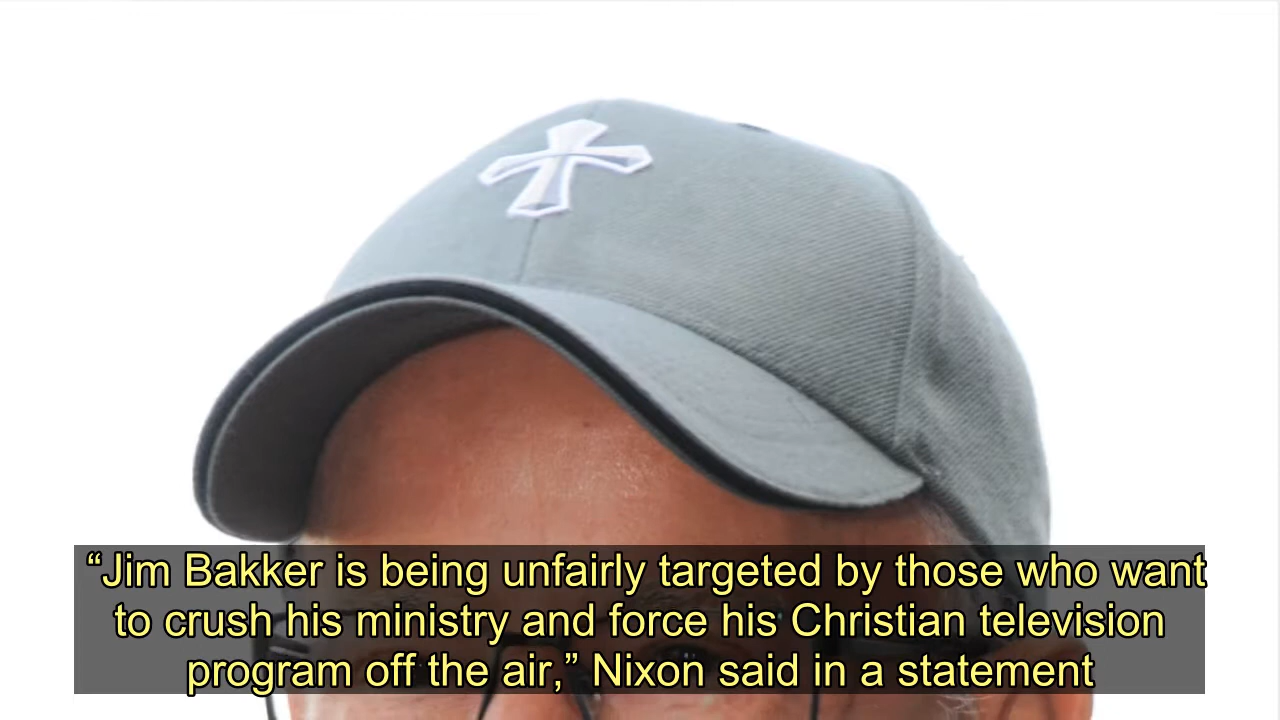 “Jim Bakker is being unfairly targeted by those who want
to crush his ministry and force his Christian television
program off the air,” Nixon said in a statement